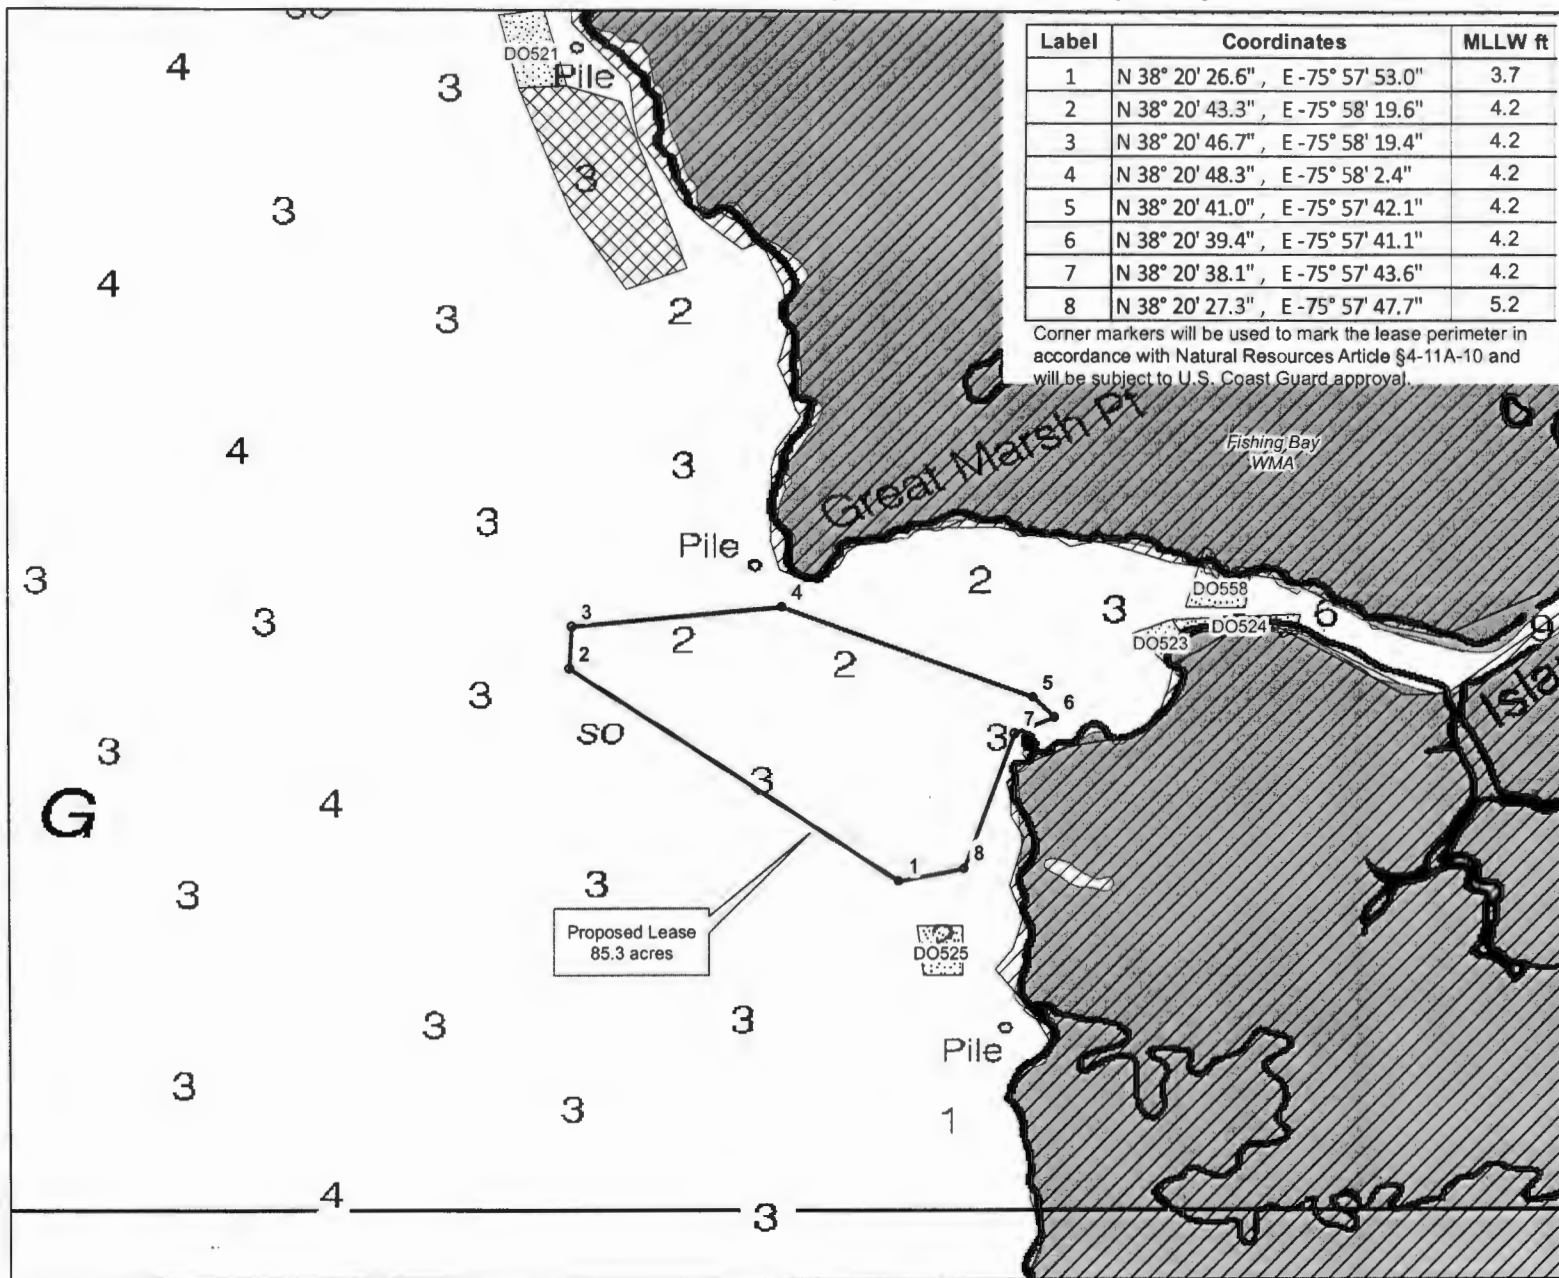 Label Coordinates MLLW ft
1 N 38° 20' 26.6" , E -75° 57' 53.0" 3.7
2 N 38° 20' 43.3" , E -75° 58' 19.6" 4.2
3 N 38° 20' 46.7" , E -75° 58' 19.4" 4.2
4 N 38° 20' 48.3" , E -75° 58' 2.4" 4.2
5 N 38° 20' 41.0" , E -75° 57' 42.1" 4.2
6 N 38° 20' 39.4" , E -75° 57' 41.1" 4.2
7 N 38° 20' 38.1" , E -75° 57' 43.6" 4.2
8 N 38° 20' 27.3" , E -75° 57' 47.7" 5.2
Corner markers will be used to mark the lease perimeter in
accordance with Natural Resources Article §4-11A-10 and
will be subject to U.S. Coast Guard approval.
DO521
Pile
4
3
3
3
4
3
2
4
3
3
Great Marsh Pt
Fishing Bay
WMA
Pile
3
3
2
3
6
9
DO558
DO524
DO523
Isla
3
4
2
2
3
2
5
6
7
3
SO
3
3
3
G
4
1
8
3
3
Proposed Lease
85.3 acres
DO525
3
3
Pile
3
3
1
4
3